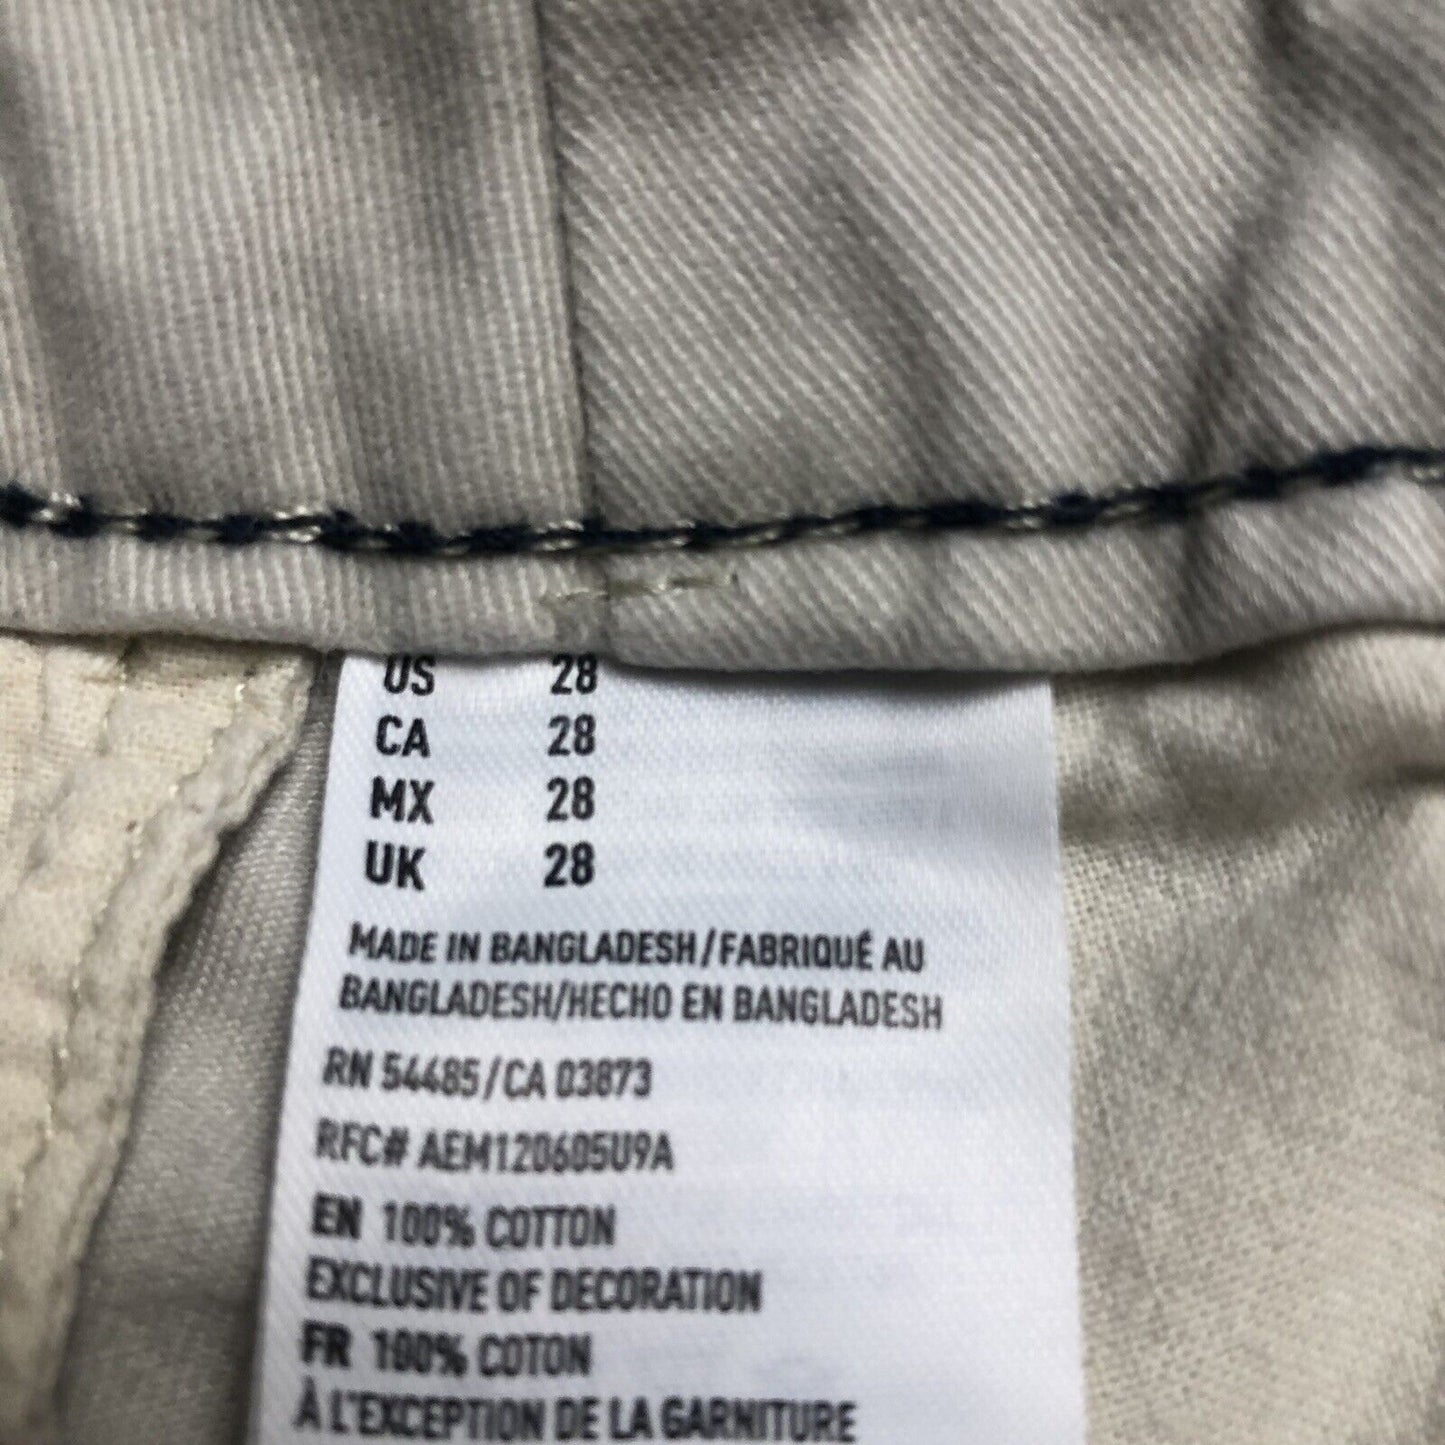 US 28
CA 28
MX 28
UK 28
MADE IN BANGLADESH/FABRIQUÉ AU
BANGLADESH/HECHO EN BANGLADESH
RN 54485/CA 03873
RFC# AEM120605U9A
EN 100% COTTON
EXCLUSIVE OF DECORATION
FR 100% COTON
À L'EXCEPTION DE LA GARNITURE